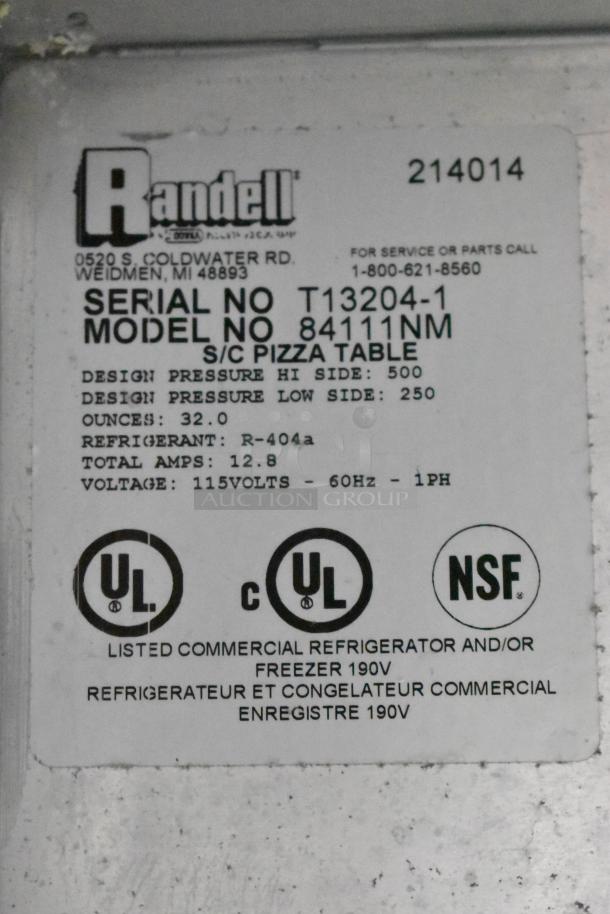 Randell
214014
0520 S. COLDWATER RD.
WEIDMEN, MI 48893
FOR SERVICE OR PARTS CALL
1-800-621-8560
SERIAL NO T13204-1
MODEL NO 84111NM
S/C PIZZA TABLE
DESIGN PRESSURE HI SIDE: 500
DESIGN PRESSURE LOW SIDE: 250
OUNCES: 32.0
REFRIGERANT: R-404a
TOTAL AMPS: 12.8
VOLTAGE: 115VOLTS - 60Hz - 1PH
AUCTION GROUP
UL ® C UL ® NSF ®
LISTED COMMERCIAL REFRIGERATOR AND/OR
FREEZER 190V
REFRIGERATEUR ET CONGELATEUR COMMERCIAL
ENREGISTRE 190V